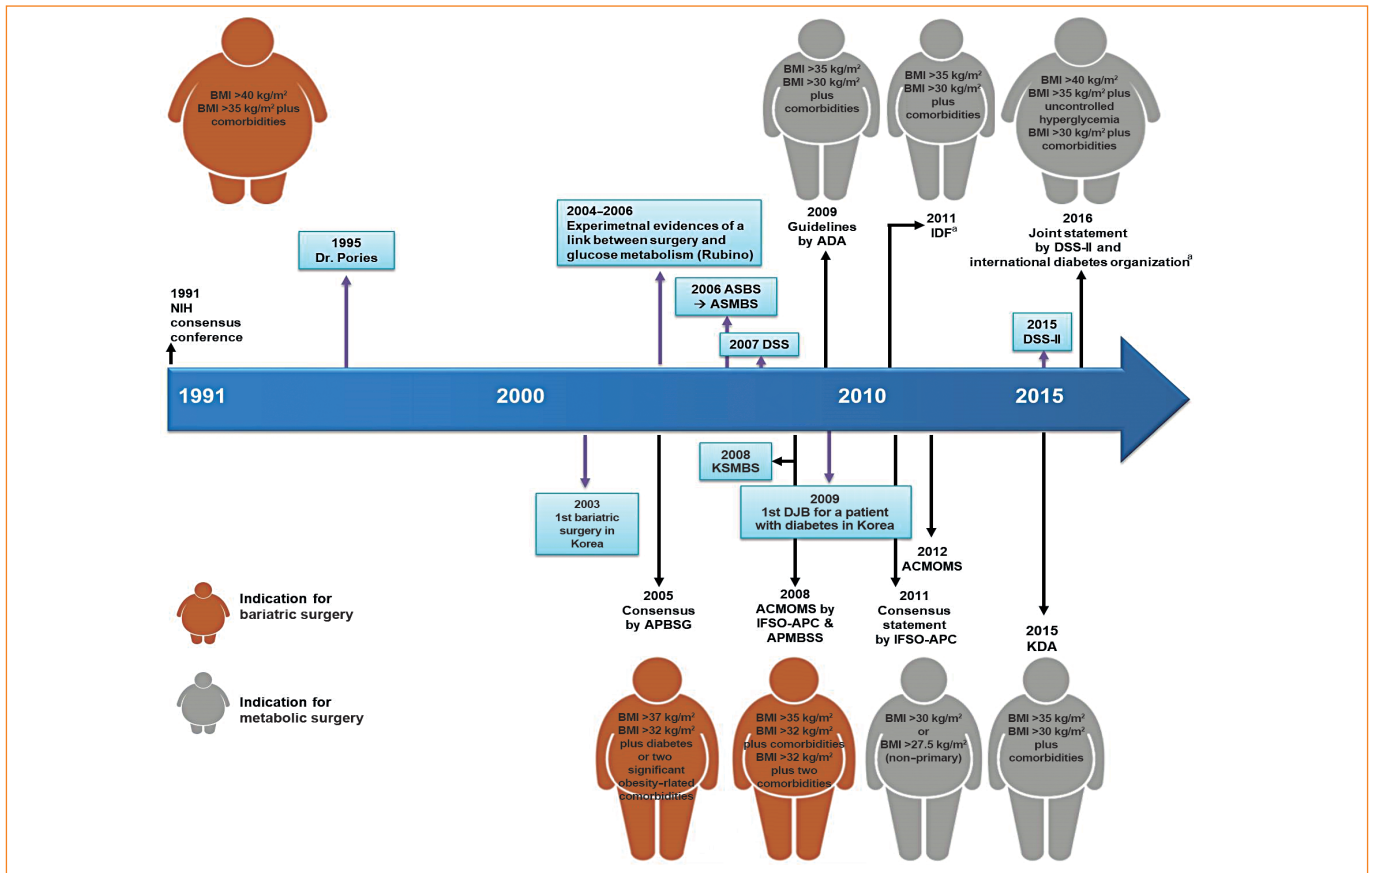 BMI >40 kg/m²
BMI >35 kg/m² plus
comorbidities
BMI >35 kg/m²
BMI >30 kg/m²
plus
comorbidities
BMI >35 kg/m²
BMI >30 kg/m²
plus
comorbidities
BMI >40 kg/m²
BMI >35 kg/m² plus
uncontrolled
hyperglycemia
BMI >30 kg/m² plus
comorbidities
1991
NIH
consensus
conference
1995
Dr. Pories
2004–2006
Experimetnal evidences of a
link between surgery and
glucose metabolism (Rubino)
2006 ASBS
→ ASMBS
2007 DSS
2009
Guidelines
by ADA
2011
IDFª
2016
Joint statement
by DSS-II and
international diabetes organizationª
2015
DSS-II
1991
2000
2010
2015
2003
1st bariatric
surgery in
Korea
2008
KSMBS
2009
1st DJB for a patient
with diabetes in Korea
2012
ACMOMS
2005
Consensus
by APBSG
2008
ACMOMS by
IFSO-APC &
APMBSS
2011
Consensus
statement
by IFSO-APC
2015
KDA
Indication for
bariatric surgery
Indication for
metabolic surgery
BMI >37 kg/m²
BMI >32 kg/m²
plus diabetes
or two
significant
obesity-rlated
comorbidities
BMI >35 kg/m²
BMI >32 kg/m²
plus comorbidities
BMI >32 kg/m²
plus two
comorbidities
BMI >30 kg/m²
or
BMI >27.5 kg/m²
(non-primary)
BMI >35 kg/m²
BMI >30 kg/m²
plus
comorbidities